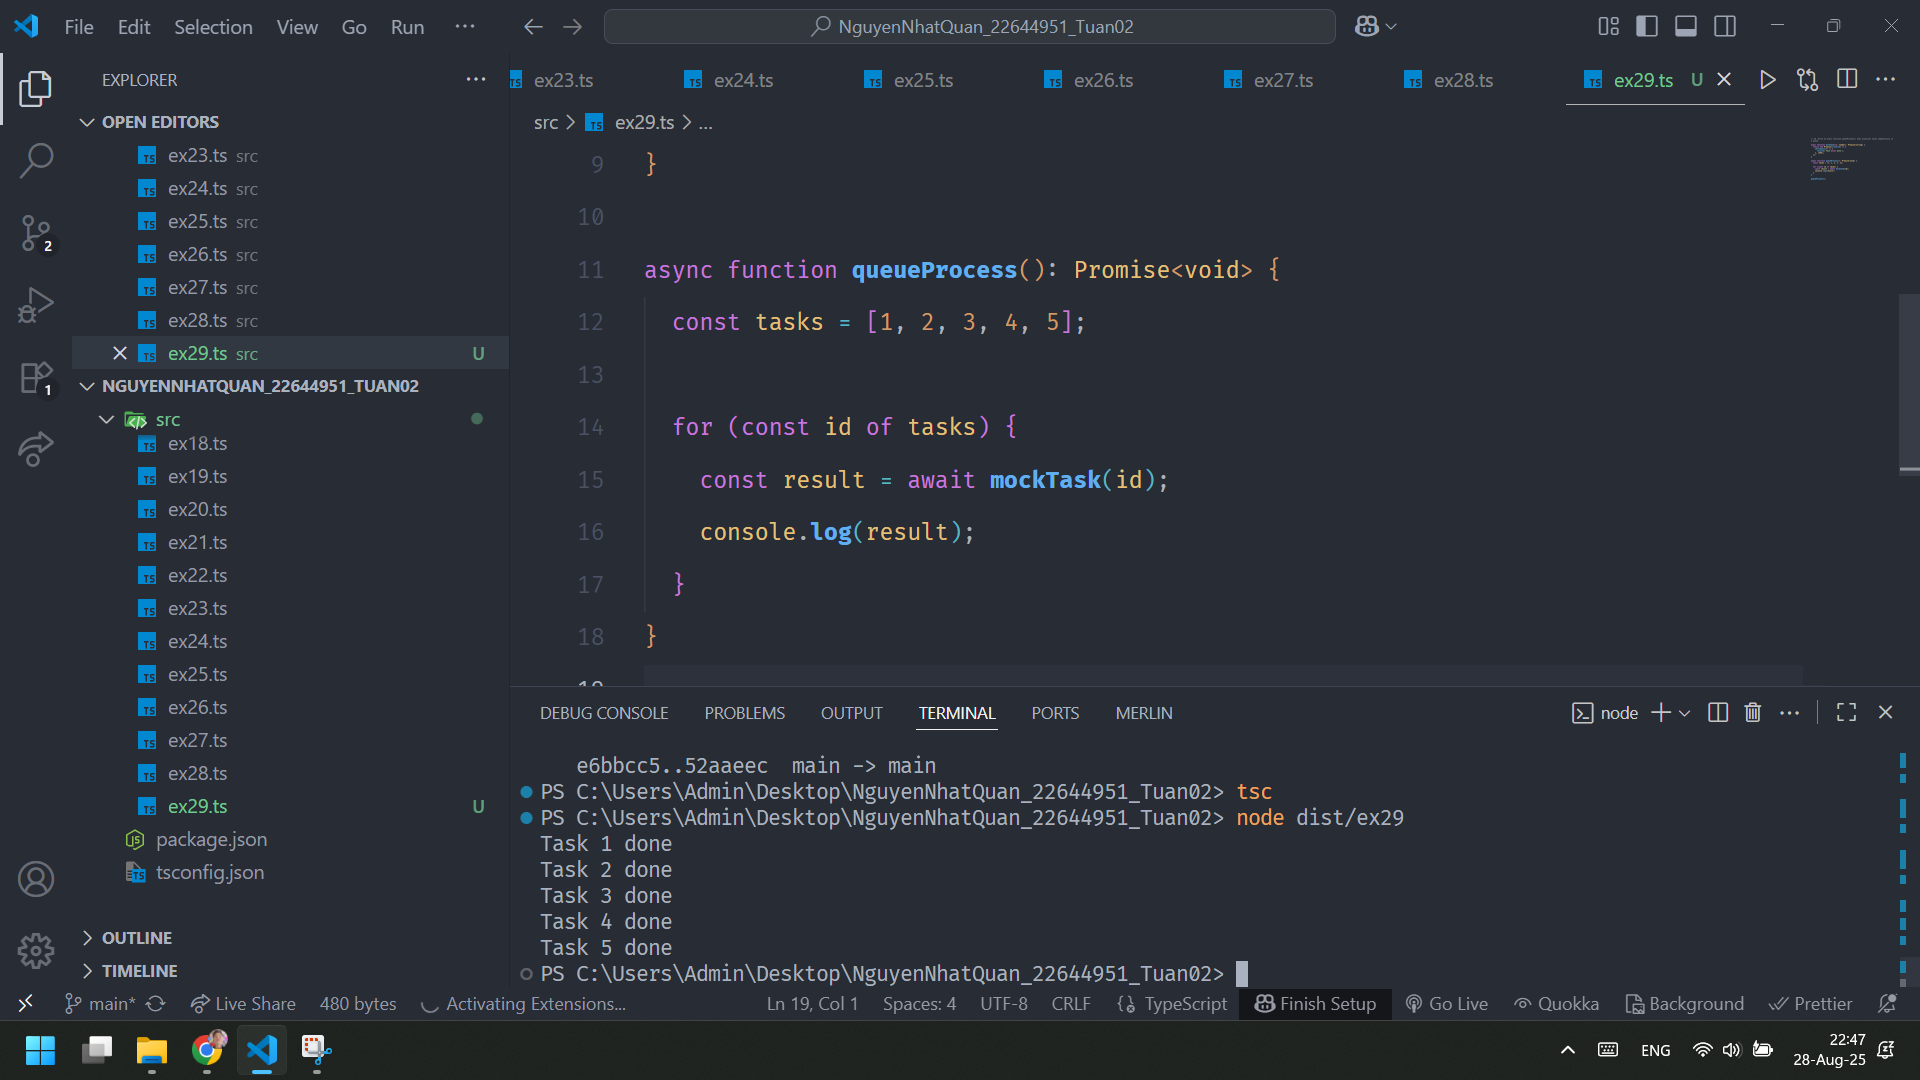 File Edit Selection View Go Run ···
NguyenNhatQuan_22644951_Tuan02
EXPLORER
OPEN EDITORS
ex23.ts src
ex24.ts src
ex25.ts src
ex26.ts src
ex27.ts src
ex28.ts src
ex29.ts src U
NGUYENNHATQUAN_22644951_TUAN02
src
ex18.ts
ex19.ts
ex20.ts
ex21.ts
ex22.ts
ex23.ts
ex24.ts
ex25.ts
ex26.ts
ex27.ts
ex28.ts
ex29.ts U
package.json
tsconfig.json
OUTLINE
TIMELINE
2
1
ex23.ts ex24.ts ex25.ts ex26.ts ex27.ts ex28.ts ex29.ts U
src > ex29.ts > ...
9 }
10
11 async function queueProcess(): Promise<void> {
12 const tasks = [1, 2, 3, 4, 5];
13
14 for (const id of tasks) {
15 const result = await mockTask(id);
16 console.log(result);
17 }
18 }
19
DEBUG CONSOLE PROBLEMS OUTPUT TERMINAL PORTS MERLIN node
e6bbcc5..52aaeec main -> main
PS C:\Users\Admin\Desktop\NguyenNhatQuan_22644951_Tuan02> tsc
PS C:\Users\Admin\Desktop\NguyenNhatQuan_22644951_Tuan02> node dist/ex29
Task 1 done
Task 2 done
Task 3 done
Task 4 done
Task 5 done
PS C:\Users\Admin\Desktop\NguyenNhatQuan_22644951_Tuan02>
main* Live Share 480 bytes Activating Extensions... Ln 19, Col 1 Spaces: 4 UTF-8 CRLF {} TypeScript Finish Setup Go Live Quokka Background Prettier
ENG
22:47
28-Aug-25